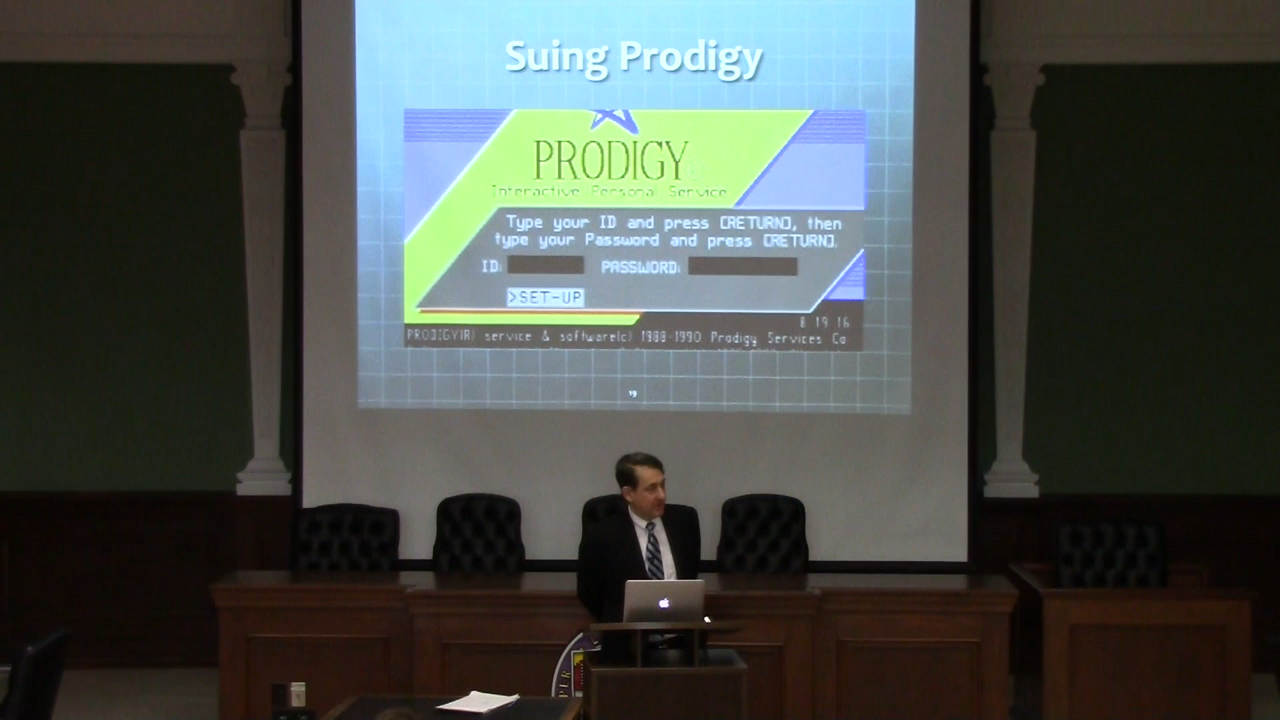 Suing Prodigy
PRODIGY®
Interactive Personal Service
Type your ID and press [RETURN], then
type your Password and press [RETURN].
ID: PASSWORD:
>SET-UP
8 19 16
PRODIGY(R) service & software(c) 1988-1990 Prodigy Services Co
19